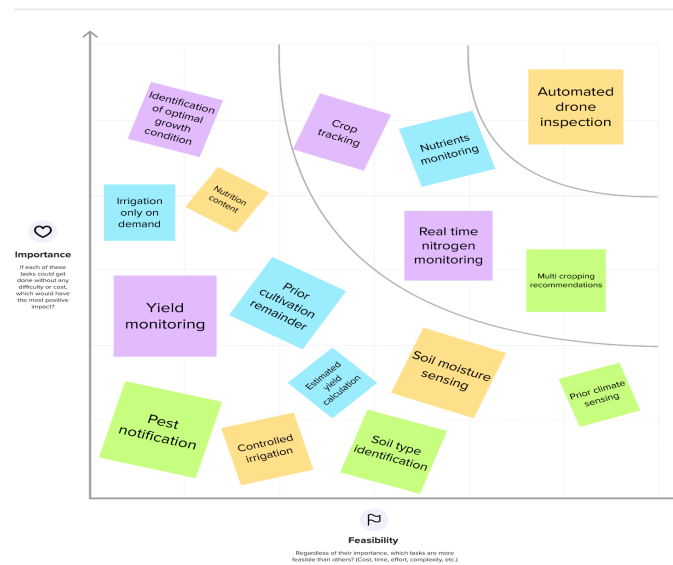 Identification
of optimal
growth
condition
Crop
tracking
Nutrients
monitoring
Automated
drone
inspection
Irrigation
only on
demand
Nutrition
content
Real time
nitrogen
monitoring
Multi cropping
recommendations
Importance
If each of these
tasks could get
done without any
difficulty or cost,
which would have
the most positive
impact?
Yield
monitoring
Prior
cultivation
remainder
Estimated
yield
calculation
Soil moisture
sensing
Prior climate
sensing
Pest
notification
Controlled
irrigation
Soil type
identification
Feasibility
Regardless of their importance, which tasks are more
feasible than others? (Cost, time, effort, complexity, etc.)